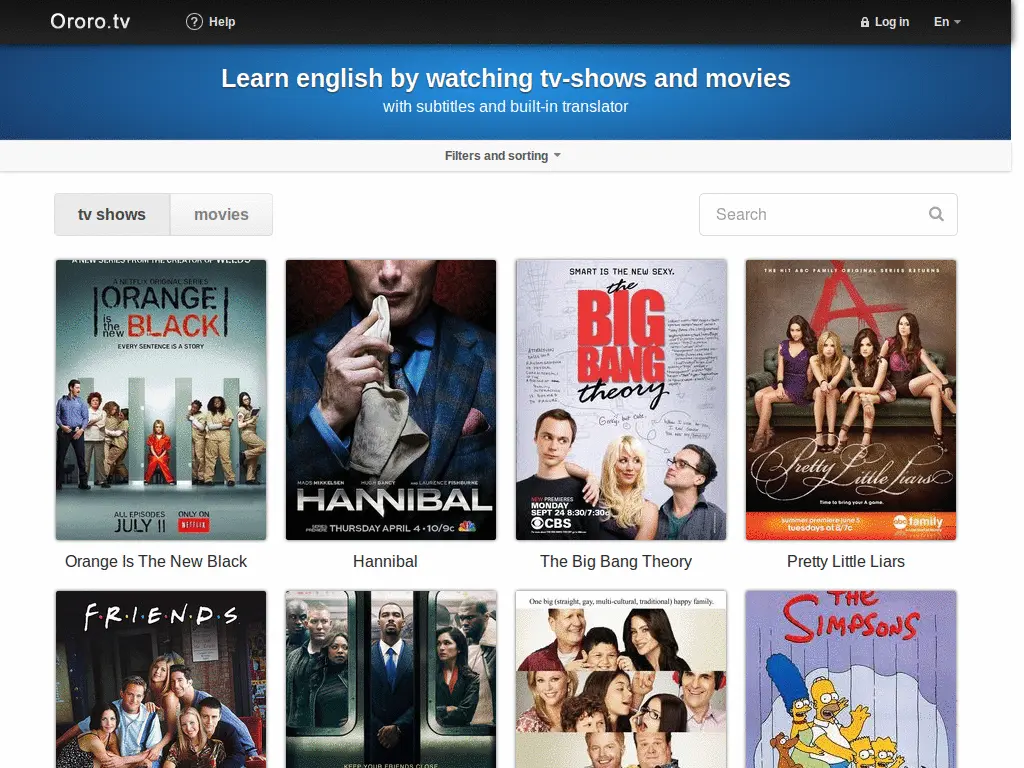 Ororo.tv
Help
Log in
En
Learn english by watching tv-shows and movies
with subtitles and built-in translator
Filters and sorting
tv shows
movies
Search
A NEW SERIES FROM THE CREATOR OF WEEDS
A NETFLIX ORIGINAL SERIES
ORANGE
is the new
BLACK
EVERY SENTENCE IS A STORY
ALL EPISODES
JULY 11
ONLY ON
NETFLIX
MADS MIKKELSEN HUGH DANCY AND LAURENCE FISHBURNE
HANNIBAL
THURSDAY APRIL 4 · 10/9c
NBC
SMART IS THE NEW SEXY.
the
BIG
BANG
theory
NEW PREMIERES
MONDAY
SEPT 24 8:30/7:30c
CBS
THE HIT ABC FAMILY ORIGINAL SERIES RETURNS
A
Pretty Little Liars
Time to bring your A game.
summer premiere june 5
tuesdays at 8/7c
abc family
Orange Is The New Black
Hannibal
The Big Bang Theory
Pretty Little Liars
F·R·I·E·N·D·S
KEEP YOUR FRIENDS CLOSE
One big (straight, gay, multi-cultural, traditional) happy family.
THE
SIMPSONS